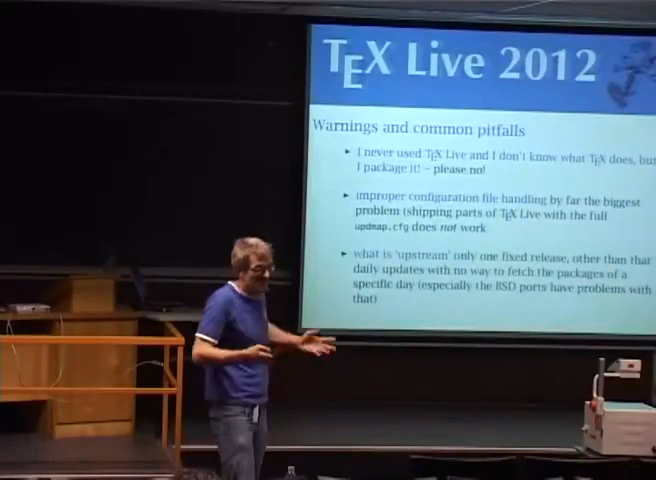 TEX Live 2012
Warnings and common pitfalls
I never used TEX Live and I don't know what TEX does, but
I package it! – please no!
improper configuration file handling by far the biggest
problem (shipping parts of TEX Live with the full
updmap.cfg does not work
what is 'upstream' only one fixed release, other than that
daily updates with no way to fetch the packages of a
specific day (especially the BSD ports have problems with
that)